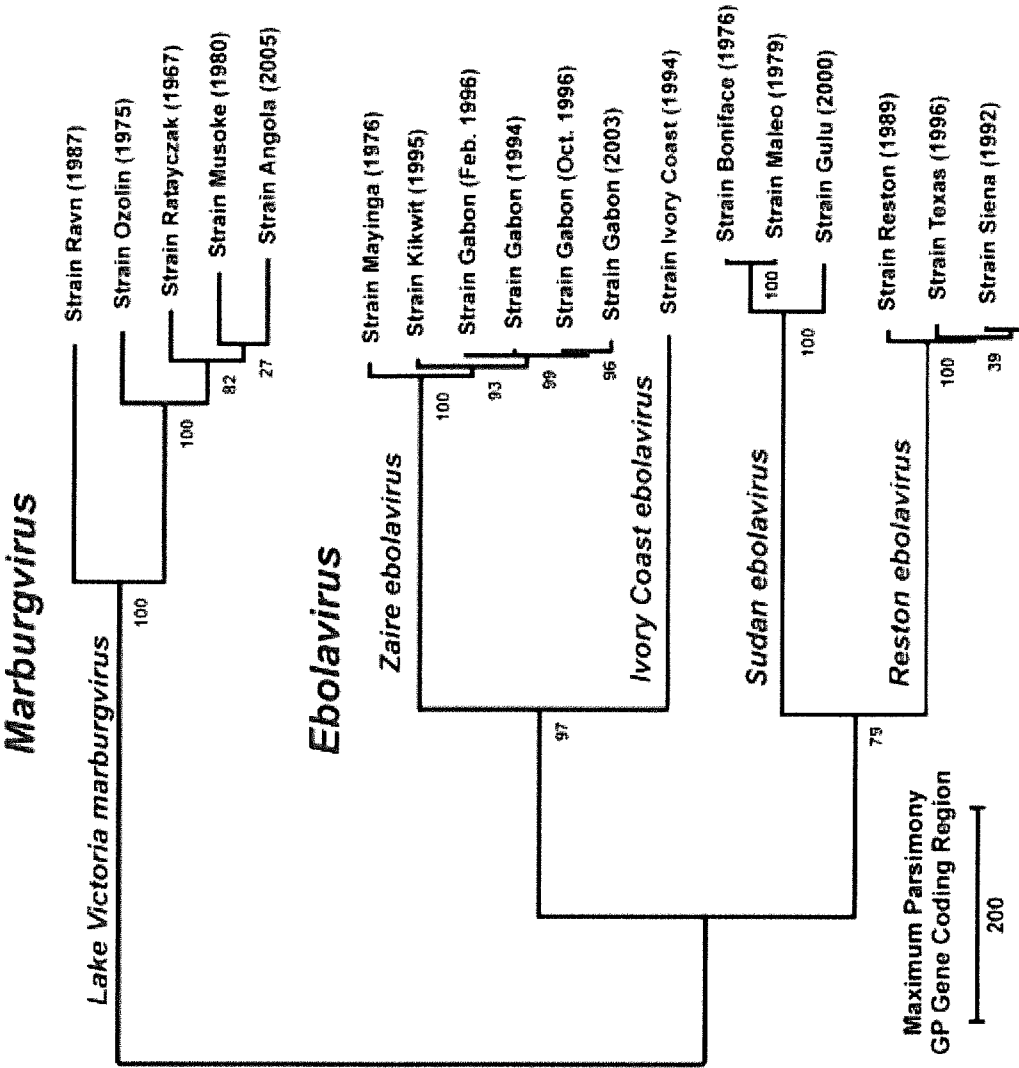 Marburgvirus
Lake Victoria marburgvirus
100
100
82
27
Strain Ravn (1987)
Strain Ozolin (1975)
Strain Ratayczak (1967)
Strain Musoke (1980)
Strain Angola (2005)
Ebolavirus
97
Zaire ebolavirus
100
93
99
96
Strain Mayinga (1976)
Strain Kikwit (1995)
Strain Gabon (Feb. 1996)
Strain Gabon (1994)
Strain Gabon (Oct. 1996)
Strain Gabon (2003)
Ivory Coast ebolavirus
Strain Ivory Coast (1994)
79
Sudan ebolavirus
100
100
Strain Boniface (1976)
Strain Maleo (1979)
Strain Gulu (2000)
Reston ebolavirus
100
39
Strain Reston (1989)
Strain Texas (1996)
Strain Siena (1992)
Maximum Parsimony
GP Gene Coding Region
200